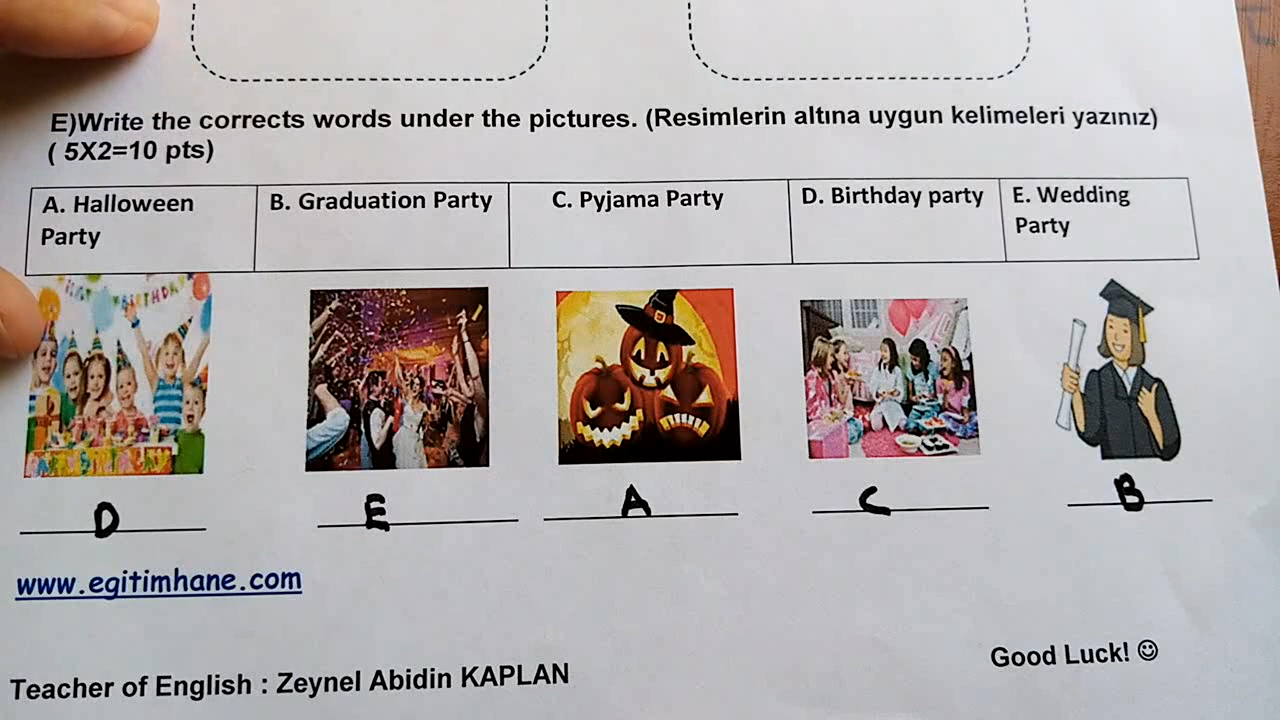 E)Write the corrects words under the pictures. (Resimlerin altına uygun kelimeleri yazınız)
( 5X2=10 pts)
A. Halloween
Party
B. Graduation Party
C. Pyjama Party
D. Birthday party
E. Wedding
Party
D
E
A
C
B
www.egitimhane.com
Good Luck! ☺
Teacher of English : Zeynel Abidin KAPLAN